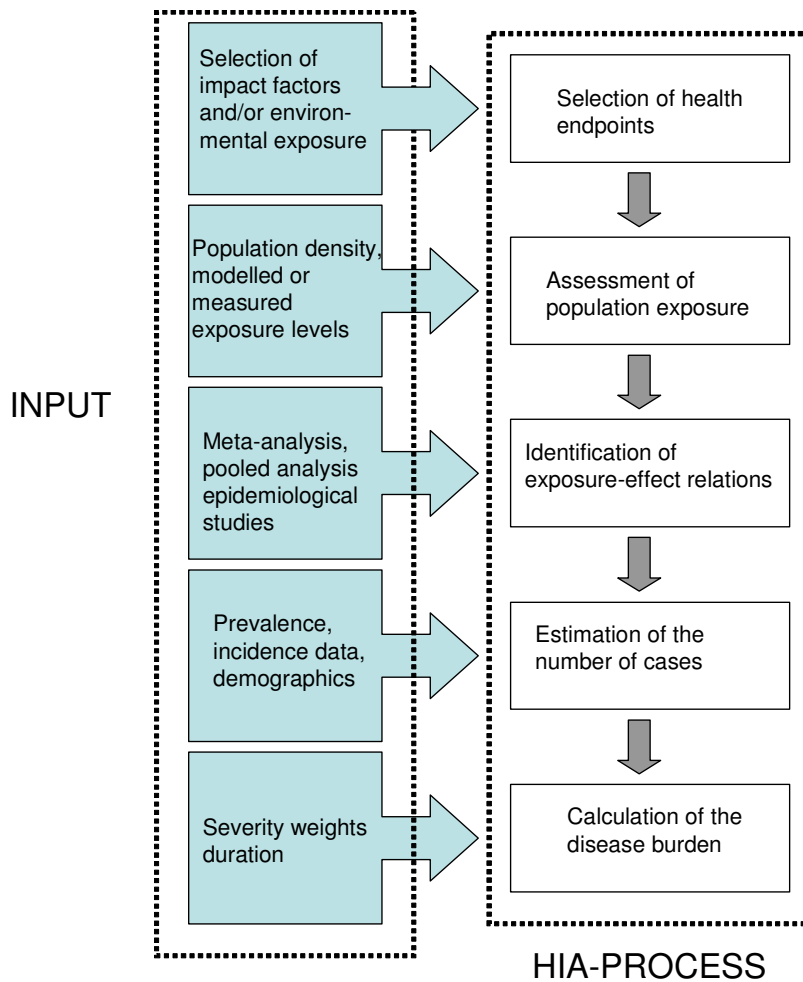 Selection of
impact factors
and/or environ-
mental exposure
Selection of health
endpoints
Population density,
modelled or
measured
exposure levels
Assessment of
population exposure
INPUT
Meta-analysis,
pooled analysis
epidemiological
studies
Identification of
exposure-effect relations
Prevalence,
incidence data,
demographics
Estimation of the
number of cases
Severity weights
duration
Calculation of the
disease burden
HIA-PROCESS